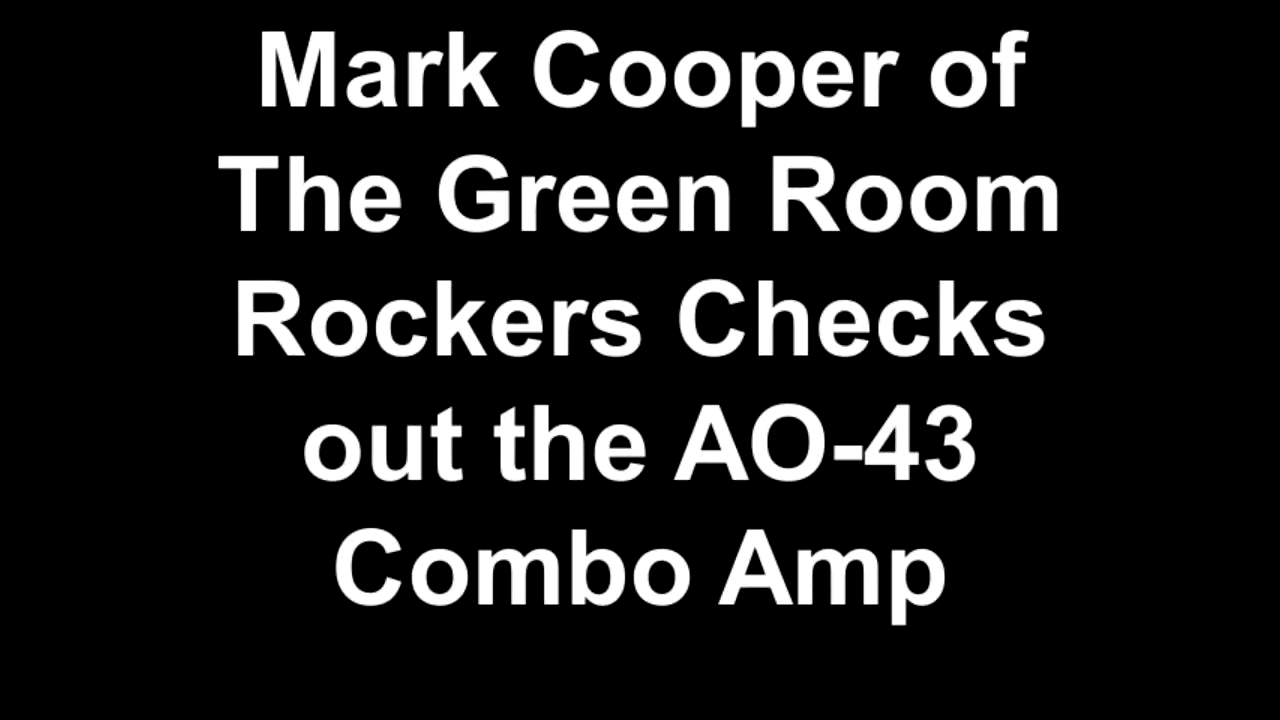 Mark Cooper of
The Green Room
Rockers Checks
out the AO-43
Combo Amp